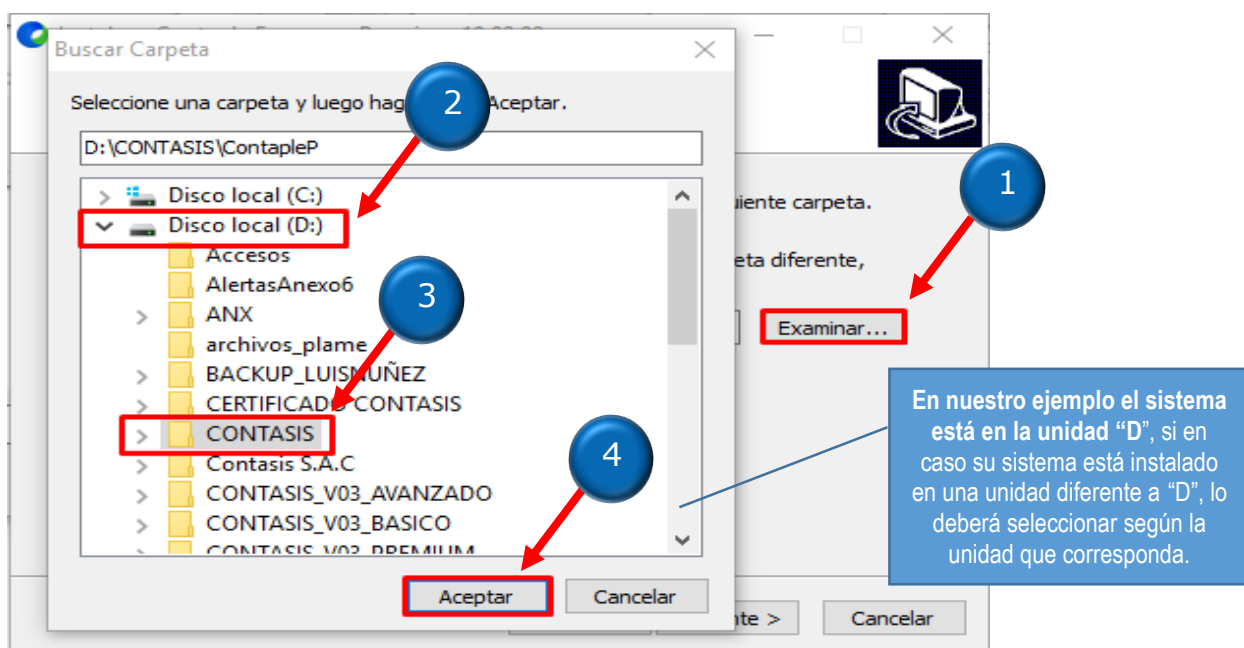 Buscar Carpeta
Seleccione una carpeta y luego hag Aceptar.
D:\CONTASIS\ContapleP
Disco local (C:)
Disco local (D:)
Accesos
AlertasAnexo6
ANX
archivos_plame
BACKUP_LUISNUÑEZ
CERTIFICADO CONTASIS
CONTASIS
Contasis S.A.C
CONTASIS_V03_AVANZADO
CONTASIS_V03_BASICO
CONTASIS_V03_PREMIUM
Aceptar
Cancelar
1
2
3
4
uiente carpeta.
eta diferente,
Examinar...
nte >
Cancelar
En nuestro ejemplo el sistema
está en la unidad “D”, si en
caso su sistema está instalado
en una unidad diferente a “D”, lo
deberá seleccionar según la
unidad que corresponda.